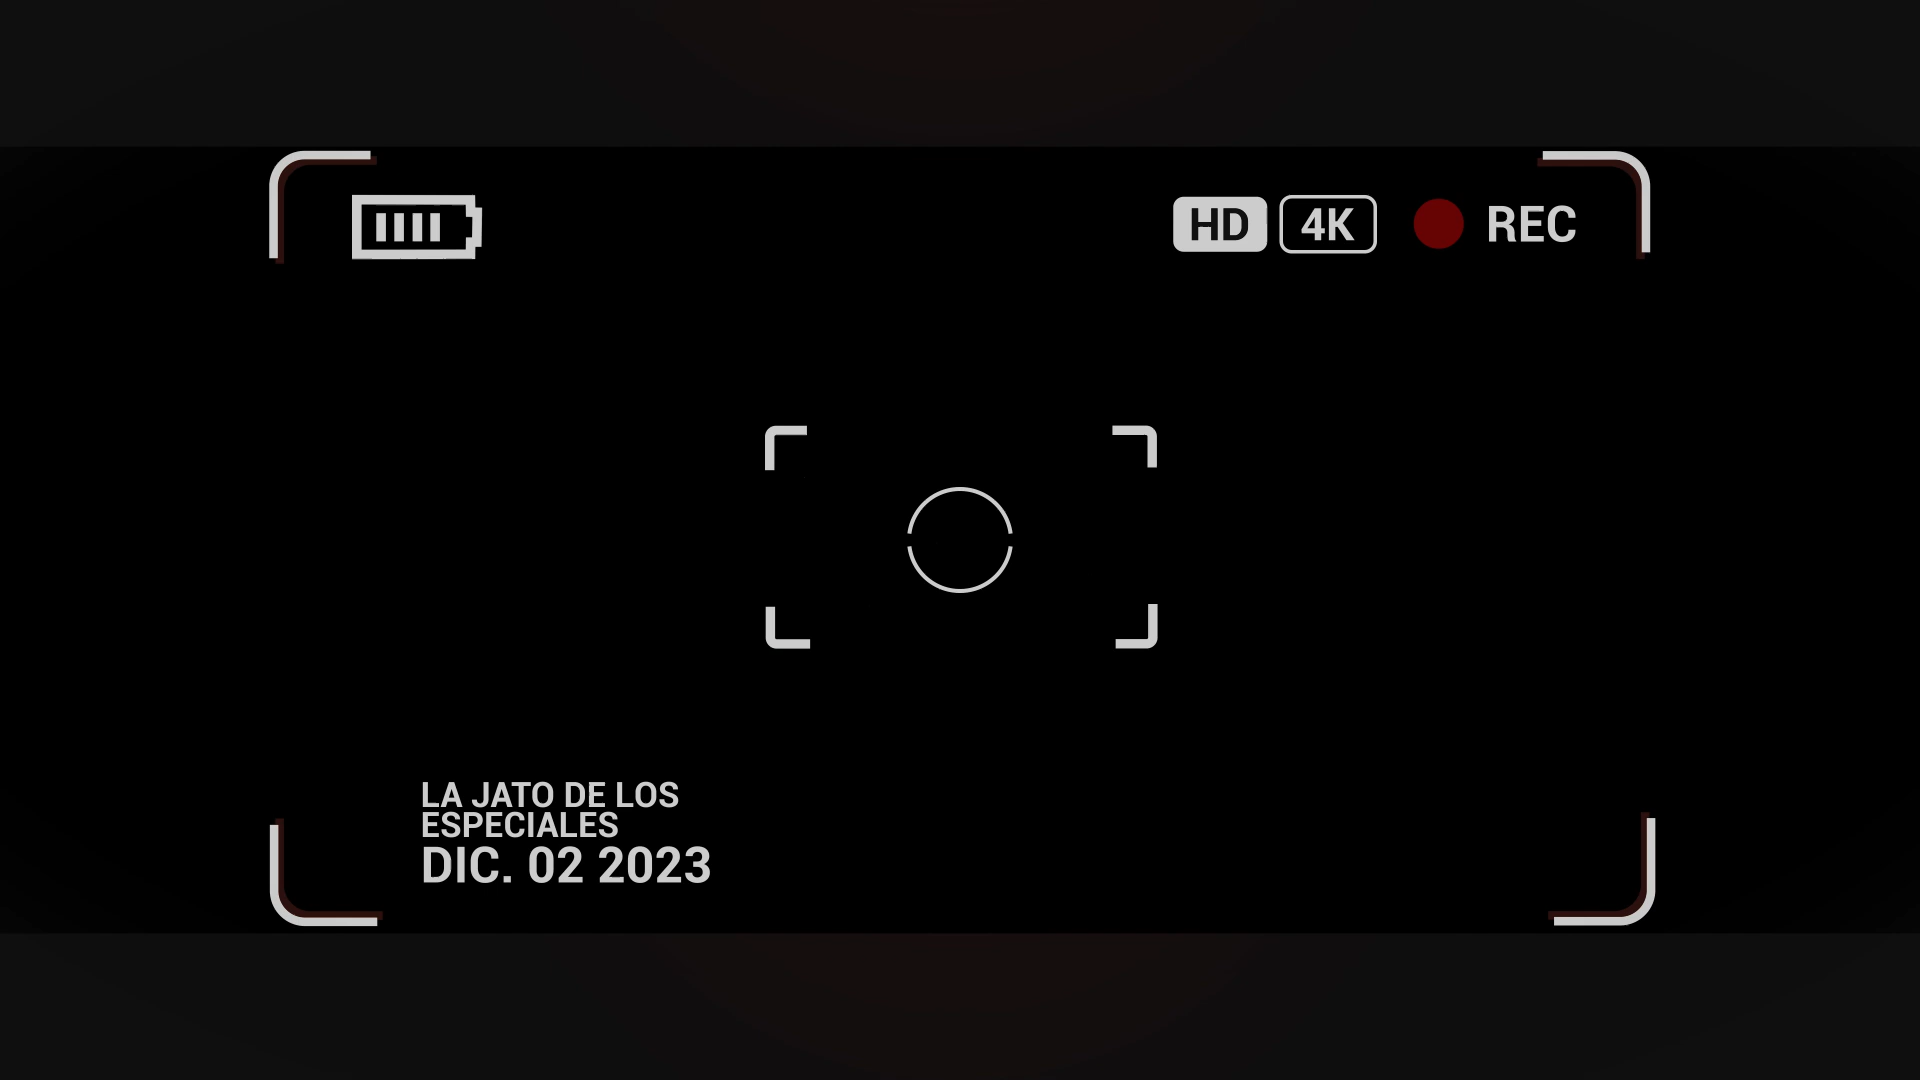 HD 4K REC
LA JATO DE LOS
ESPECIALES
DIC. 02 2023